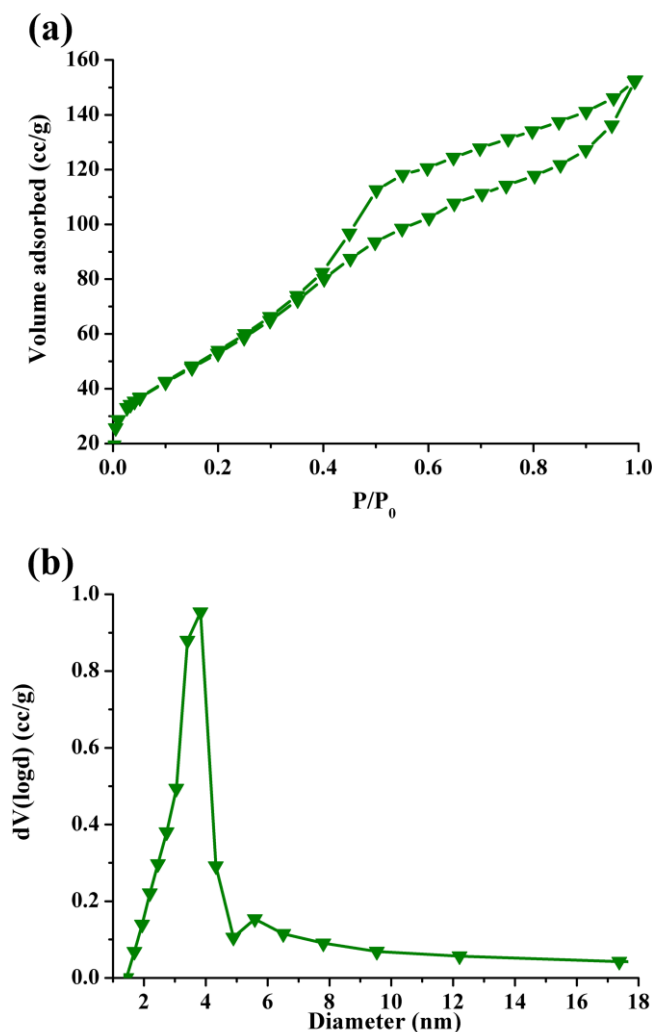 (a)
Volume adsorbed (cc/g)
160
140
120
100
80
60
40
20
0.0 0.2 0.4 0.6 0.8 1.0
P/P₀
(b)
dV(logd) (cc/g)
1.0
0.8
0.6
0.4
0.2
0.0
2 4 6 8 10 12 14 16 18
Diameter (nm)